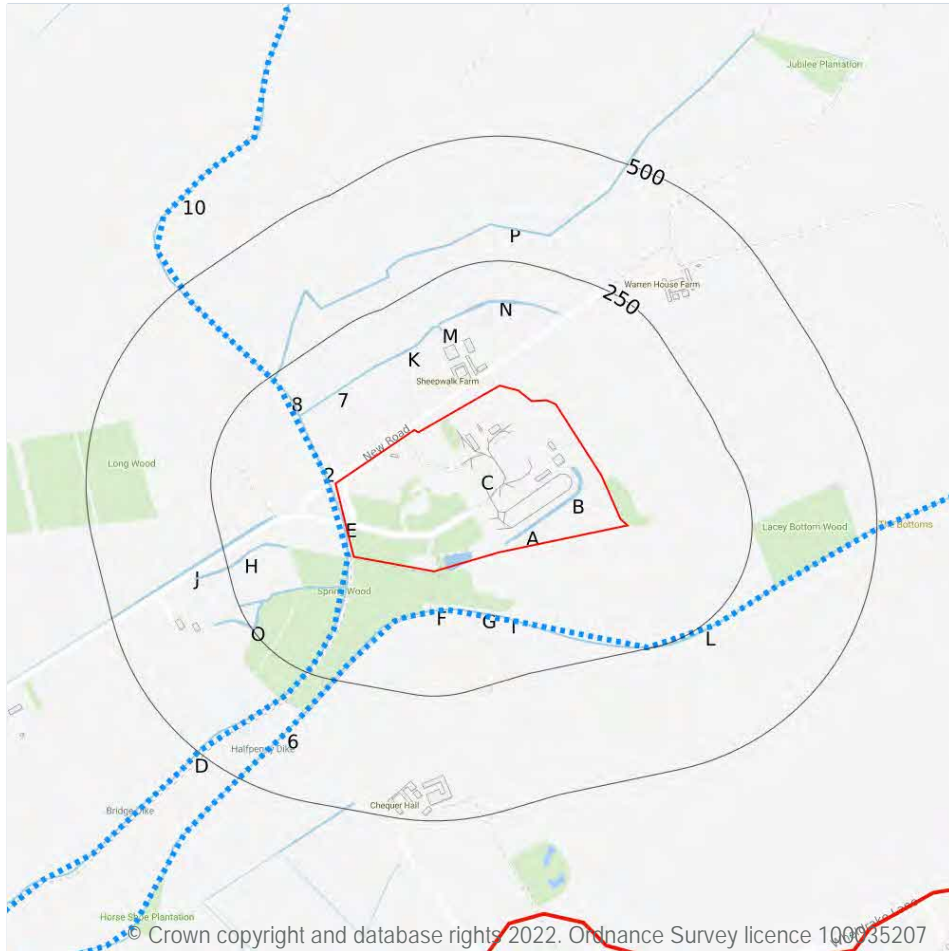 Jubilee Plantation
500
10
P
Warren House Farm
250
N
M
K
Sheepwalk Farm
8
7
New Road
Long Wood
2
C
B
Lacey Bottom Wood
The Bottoms
E
A
H
J
Spring Wood
F
G
I
O
L
6
Halfpenny Dike
D
Chequer Hall
Bridge Dike
Horse Shoe Plantation
© Crown copyright and database rights 2022. Ordnance Survey licence 100035207